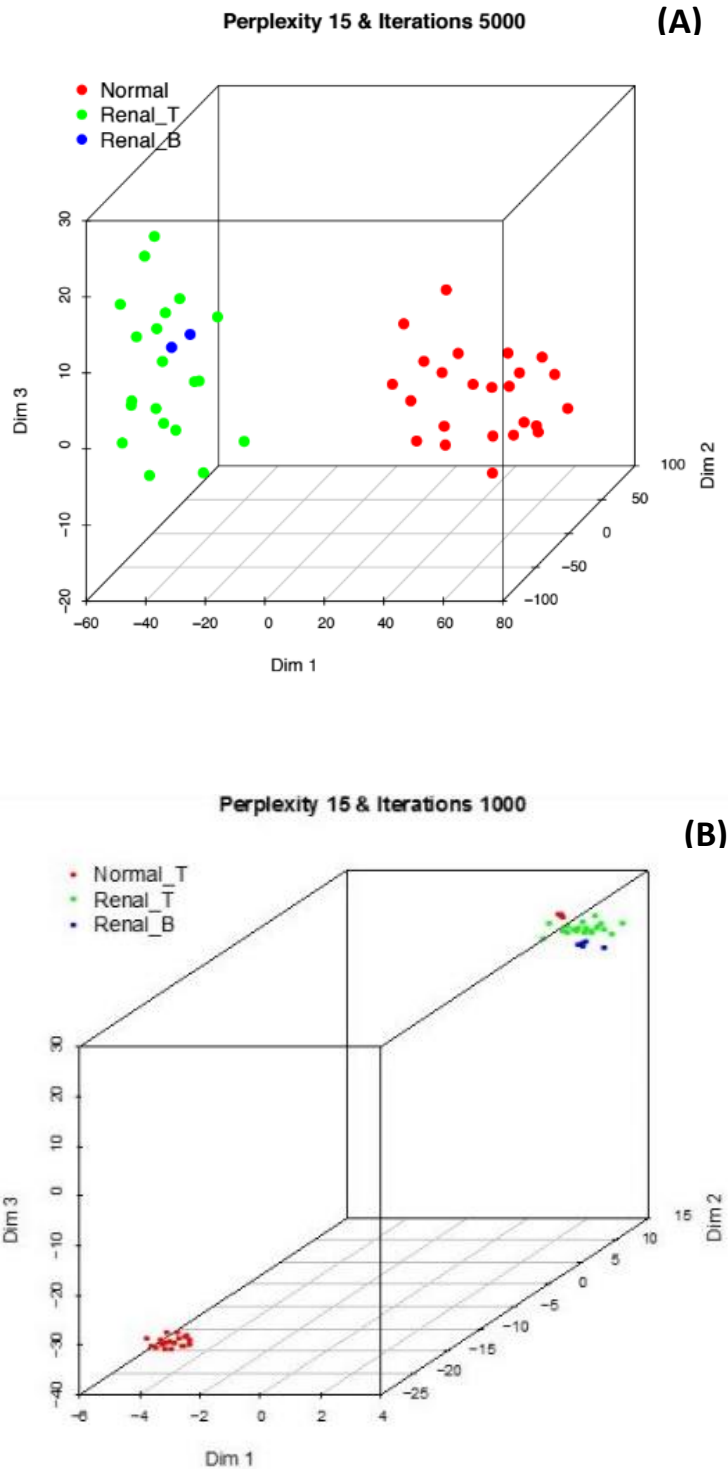 Perplexity 15 & Iterations 5000
(A)
Normal
Renal_T
Renal_B
30
20
10
0
−10
−20
Dim 3
−60
−40
−20
0
20
40
60
80
Dim 1
100
50
0
−50
−100
Dim 2
Perplexity 15 & Iterations 1000
(B)
Normal_T
Renal_T
Renal_B
30
20
10
0
−10
−20
−30
−40
Dim 3
−6
−4
−2
0
2
4
Dim 1
15
10
5
0
−5
−10
−15
−20
−25
Dim 2